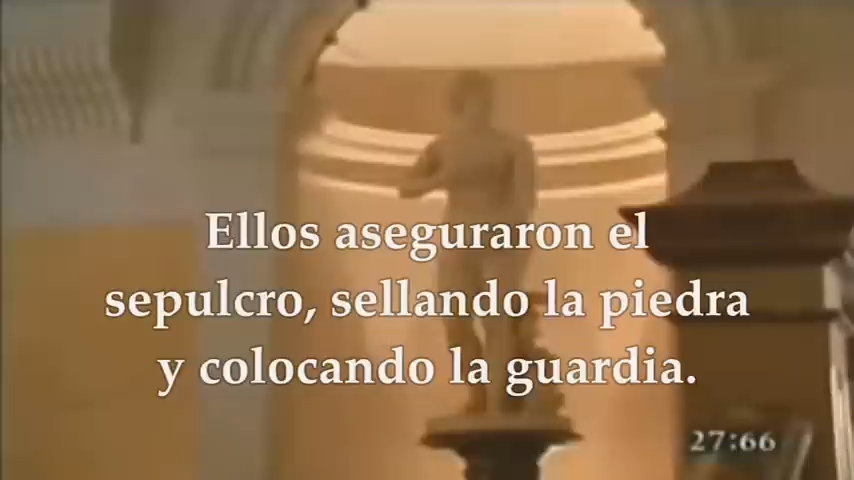 Ellos aseguraron el
sepulcro, sellando la piedra
y colocando la guardia.
27:66